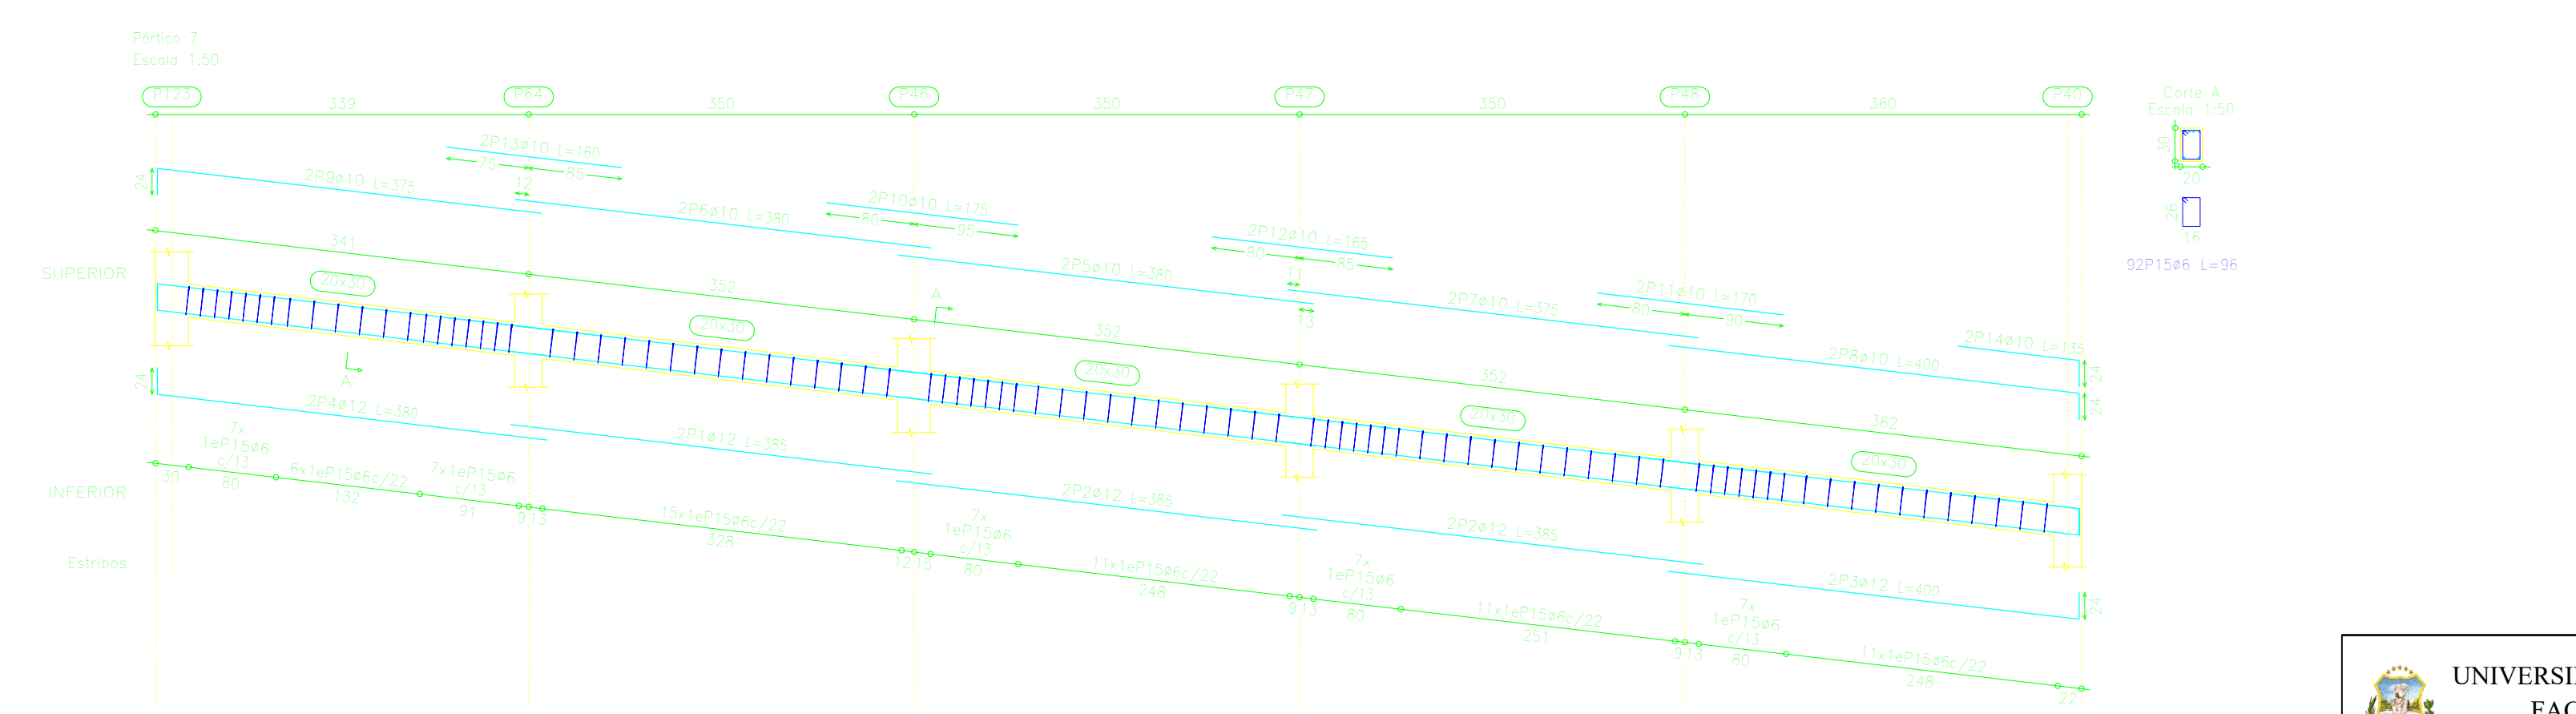 Pórtico 7
Escala 1:50
P123
339
P64
350
P46
350
P47
350
P48
360
P40
Corte A
Escala 1:50
30
20
26
16
92P15ø6 L=96
2P13ø10 L=160
75
85
12
24
2P9ø10 L=375
2P6ø10 L=380
2P10ø10 L=175
80
95
2P5ø10 L=380
2P12ø10 L=165
80
85
11
13
2P7ø10 L=375
2P11ø10 L=170
80
90
2P8ø10 L=400
2P14ø10 L=135
24
24
SUPERIOR
341
352
352
352
362
20x30
20x30
20x30
20x30
20x30
A
A
24
2P4ø12 L=380
2P1ø12 L=385
2P2ø12 L=385
2P2ø12 L=385
2P3ø12 L=400
24
INFERIOR
Estribos
30
7x
1eP15ø6
c/13
80
6x1eP15ø6c/22
132
7x1eP15ø6
c/13
91
9
13
15x1eP15ø6c/22
328
12
15
7x
1eP15ø6
c/13
80
11x1eP15ø6c/22
248
9
13
7x
1eP15ø6
c/13
80
11x1eP15ø6c/22
251
9
13
7x
1eP15ø6
c/13
80
11x1eP15ø6c/22
248
22